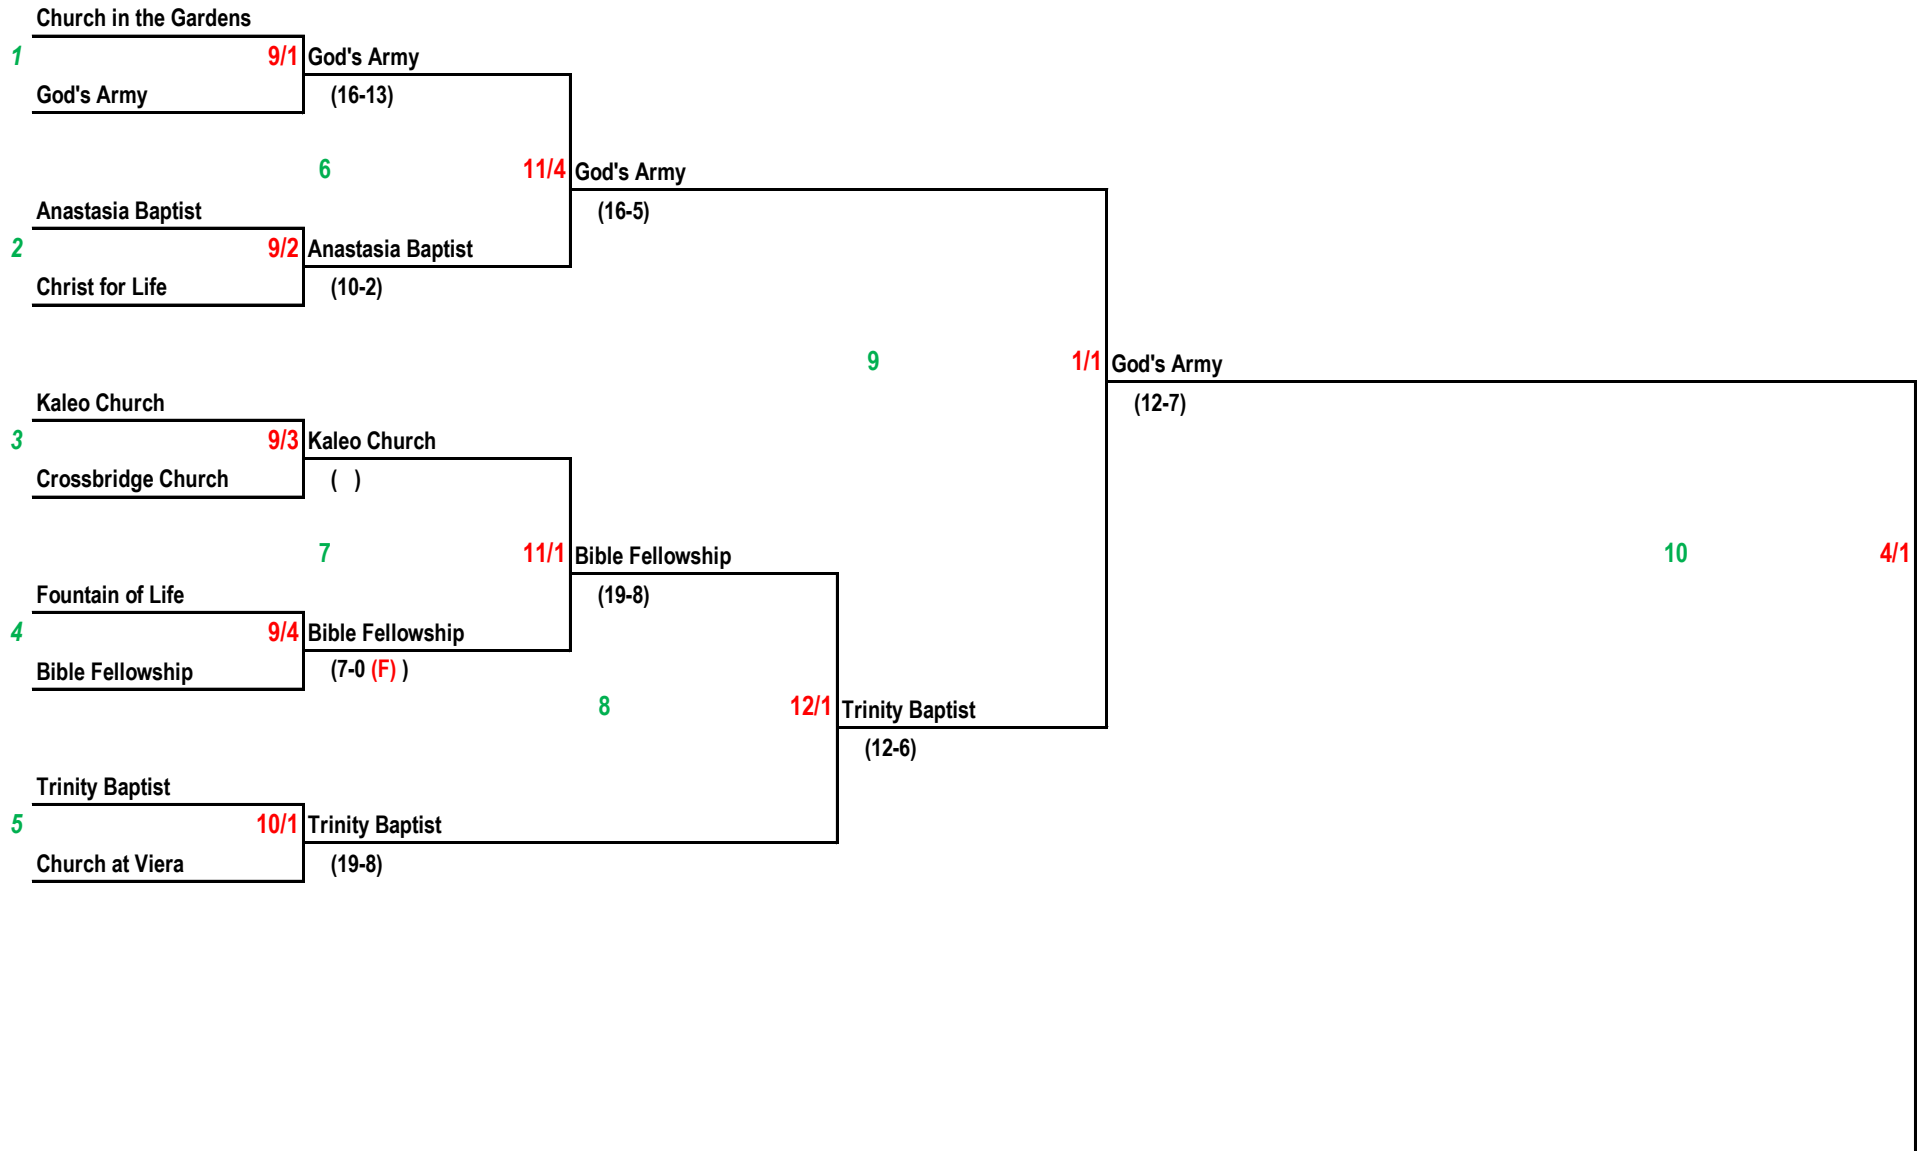 Church in the Gardens
1 9/1 God's Army
God's Army (16-13)
6 11/4 God's Army
Anastasia Baptist (16-5)
2 9/2 Anastasia Baptist
Christ for Life (10-2)
9 1/1 God's Army
Kaleo Church (12-7)
3 9/3 Kaleo Church
Crossbridge Church ( )
7 11/1 Bible Fellowship 10 4/1
Fountain of Life (19-8)
4 9/4 Bible Fellowship
Bible Fellowship (7-0 (F) )
8 12/1 Trinity Baptist
(12-6)
Trinity Baptist
5 10/1 Trinity Baptist
Church at Viera (19-8)